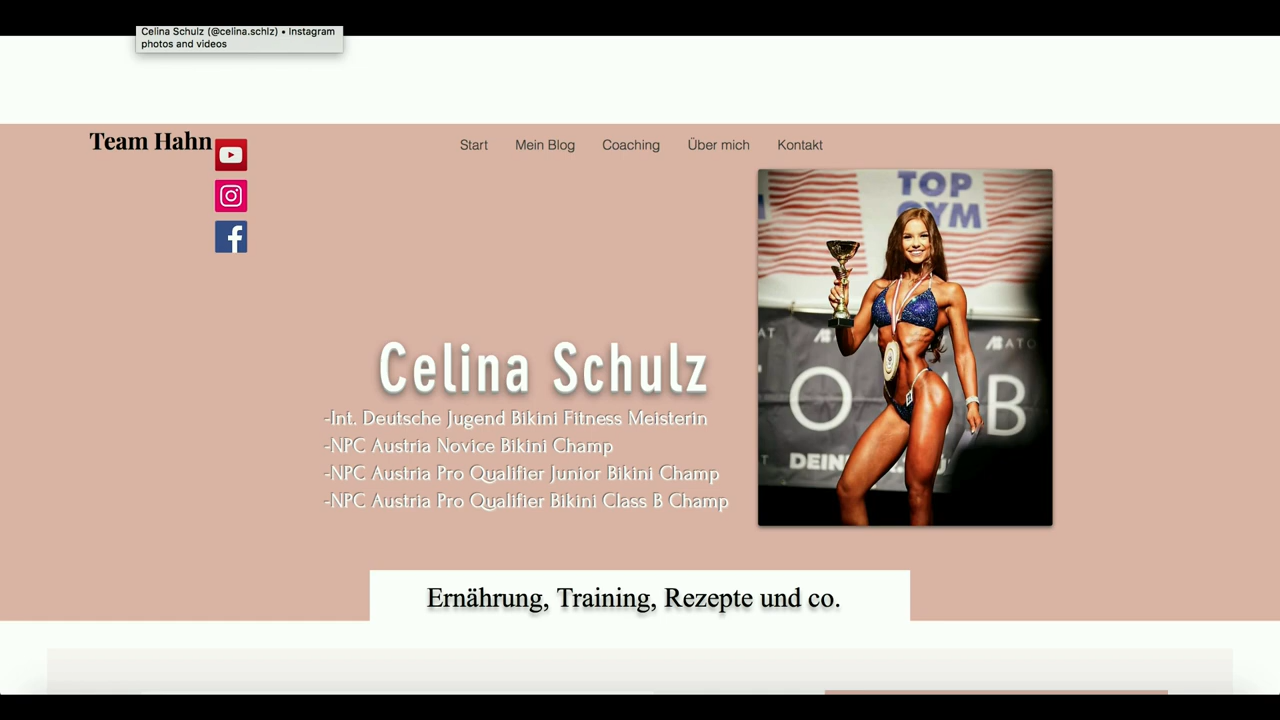 Celina Schulz (@celina.schlz) • Instagram
photos and videos
Team Hahn
Start Mein Blog Coaching Über mich Kontakt
TOP
GYM
Celina Schulz
-Int. Deutsche Jugend Bikini Fitness Meisterin
-NPC Austria Novice Bikini Champ
-NPC Austria Pro Qualifier Junior Bikini Champ
-NPC Austria Pro Qualifier Bikini Class B Champ
Ernährung, Training, Rezepte und co.